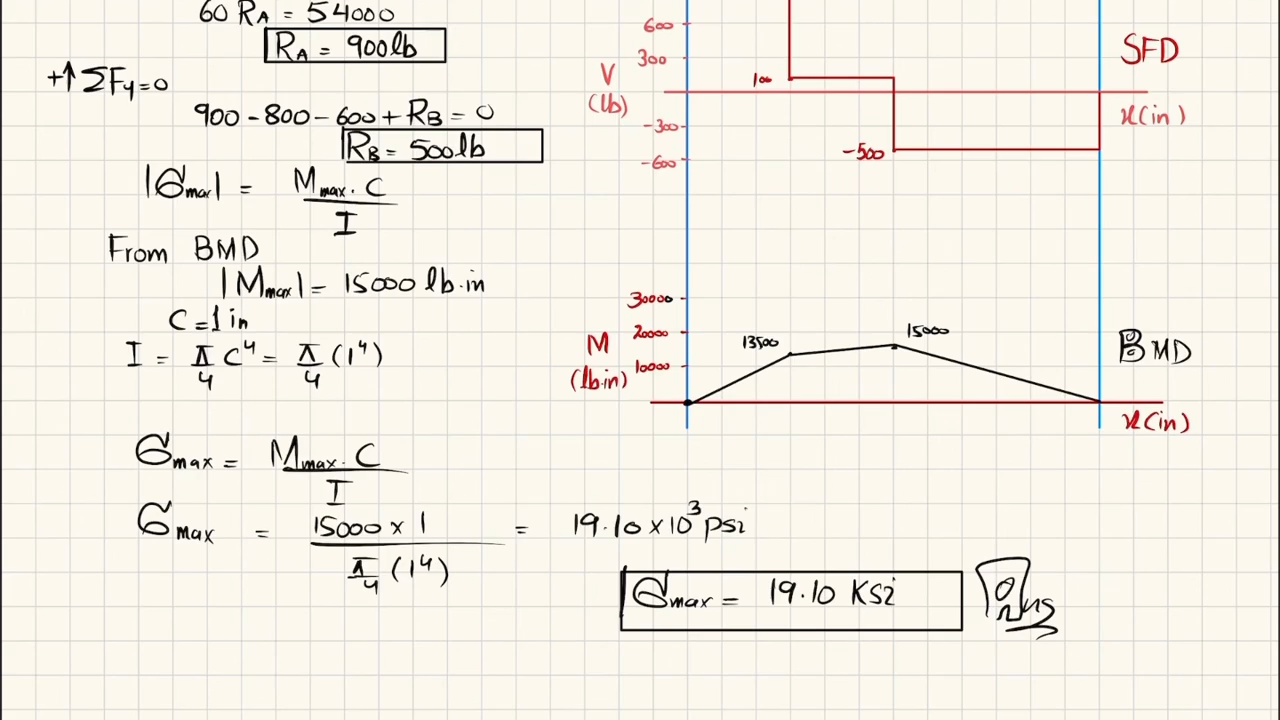 60 RA = 54000
RA = 900lb
+↑ ΣFy=0
900 - 800 - 600 + RB = 0
RB = 500lb
|σmax| = Mmax. C / I
From BMD
|Mmax| = 15000 lb.in
C = 1 in
I = π/4 C⁴ = π/4 (1⁴)
σmax = Mmax. C / I
σmax = 15000 x 1 / π/4 (1⁴) = 19.10 x 10³ psi
σmax = 19.10 Ksi
Ans
600
300
V
(lb)
100
-300
-600
-500
SFD
x(in)
30000
20000
10000
M
(lb.in)
13500
15000
BMD
x(in)